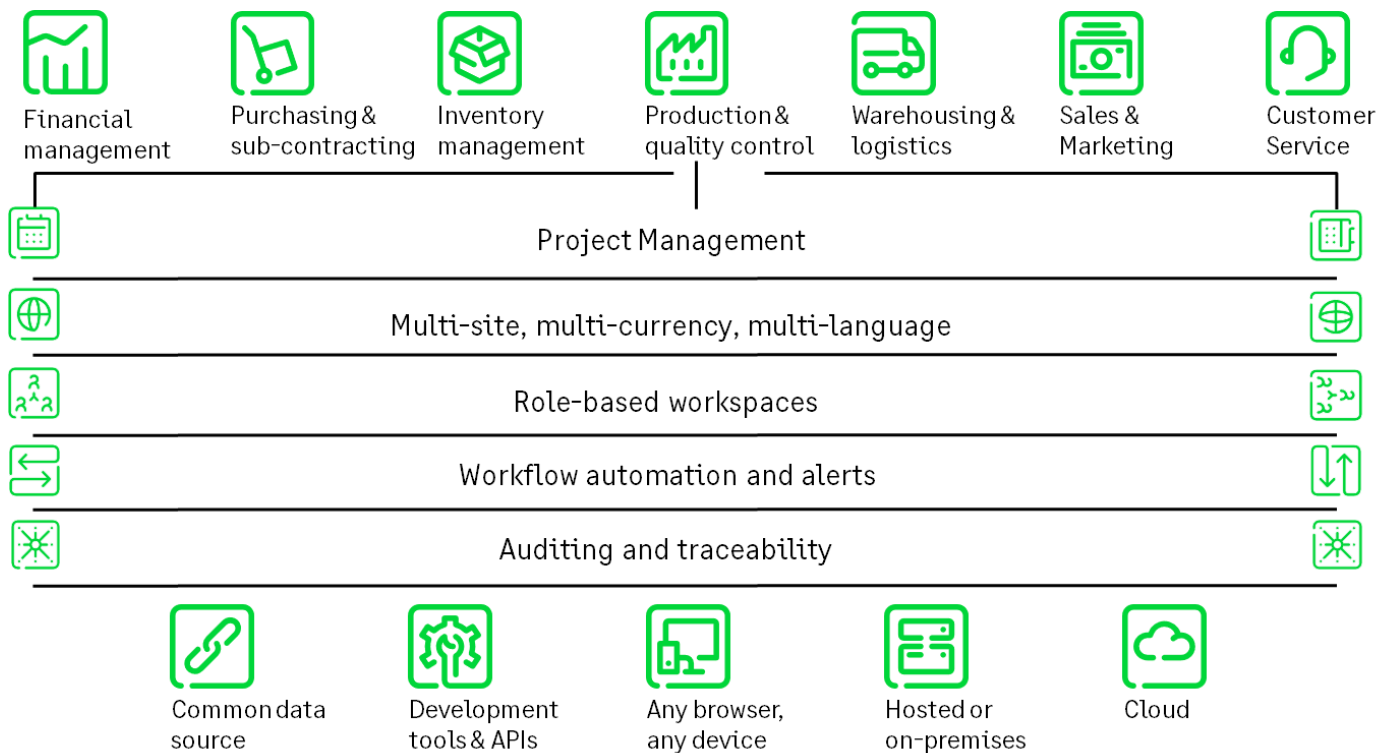 Financial
management
Purchasing &
sub-contracting
Inventory
management
Production &
quality control
Warehousing &
logistics
Sales &
Marketing
Customer
Service
Project Management
Multi-site, multi-currency, multi-language
Role-based workspaces
Workflow automation and alerts
Auditing and traceability
Common data
source
Development
tools & APIs
Any browser,
any device
Hosted or
on-premises
Cloud